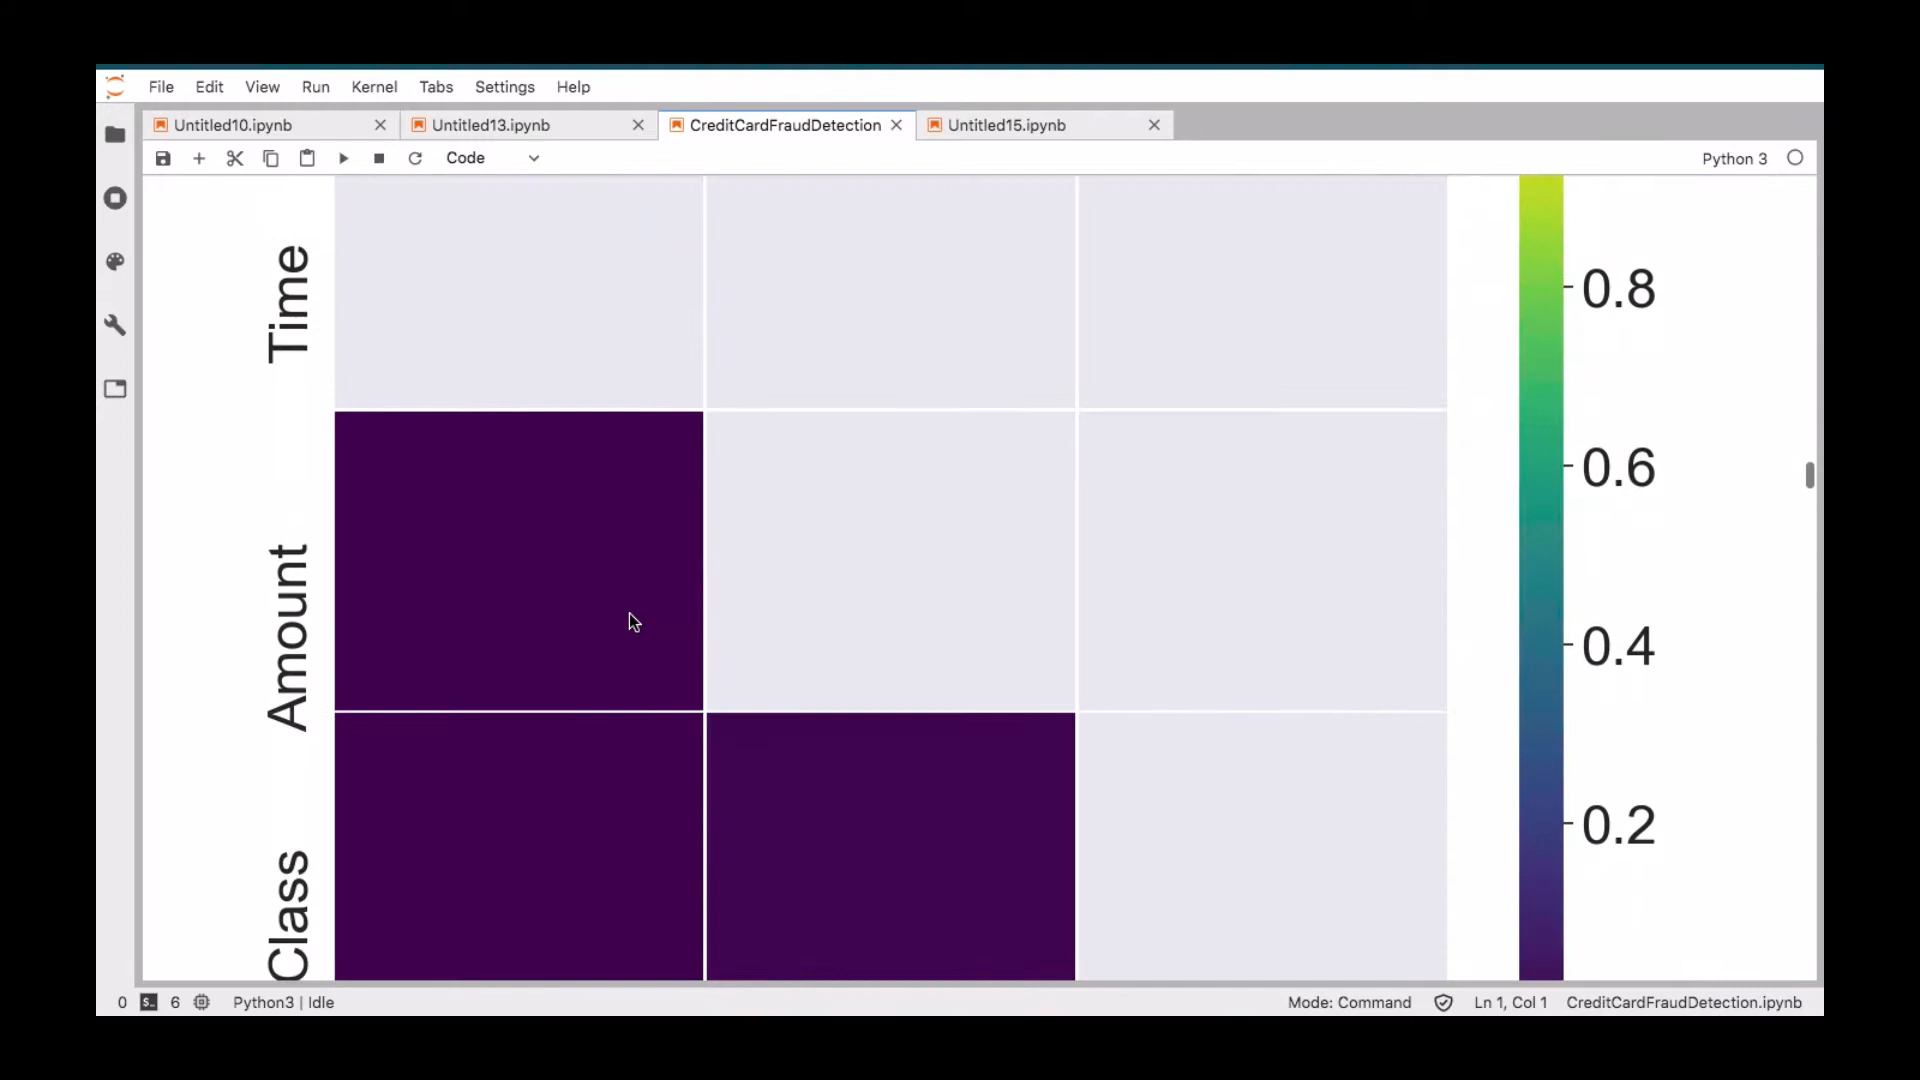 File Edit View Run Kernel Tabs Settings Help
Untitled10.ipynb Untitled13.ipynb CreditCardFraudDetection Untitled15.ipynb
Code Python 3
Time
Amount
Class
0.8
0.6
0.4
0.2
0 6 Python3 | Idle Mode: Command Ln 1, Col 1 CreditCardFraudDetection.ipynb